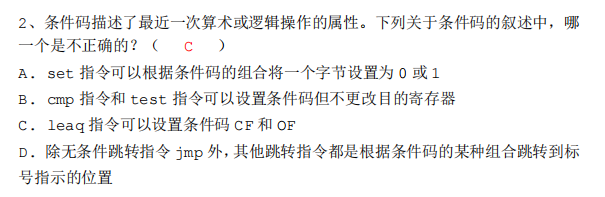 2、条件码描述了最近一次算术或逻辑操作的属性。下列关于条件码的叙述中，哪
一个是不正确的？（ C ）
A. set 指令可以根据条件码的组合将一个字节设置为 0 或 1
B. cmp 指令和 test 指令可以设置条件码但不更改目的寄存器
C. leaq 指令可以设置条件码 CF 和 OF
D. 除无条件跳转指令 jmp 外，其他跳转指令都是根据条件码的某种组合跳转到标
号指示的位置